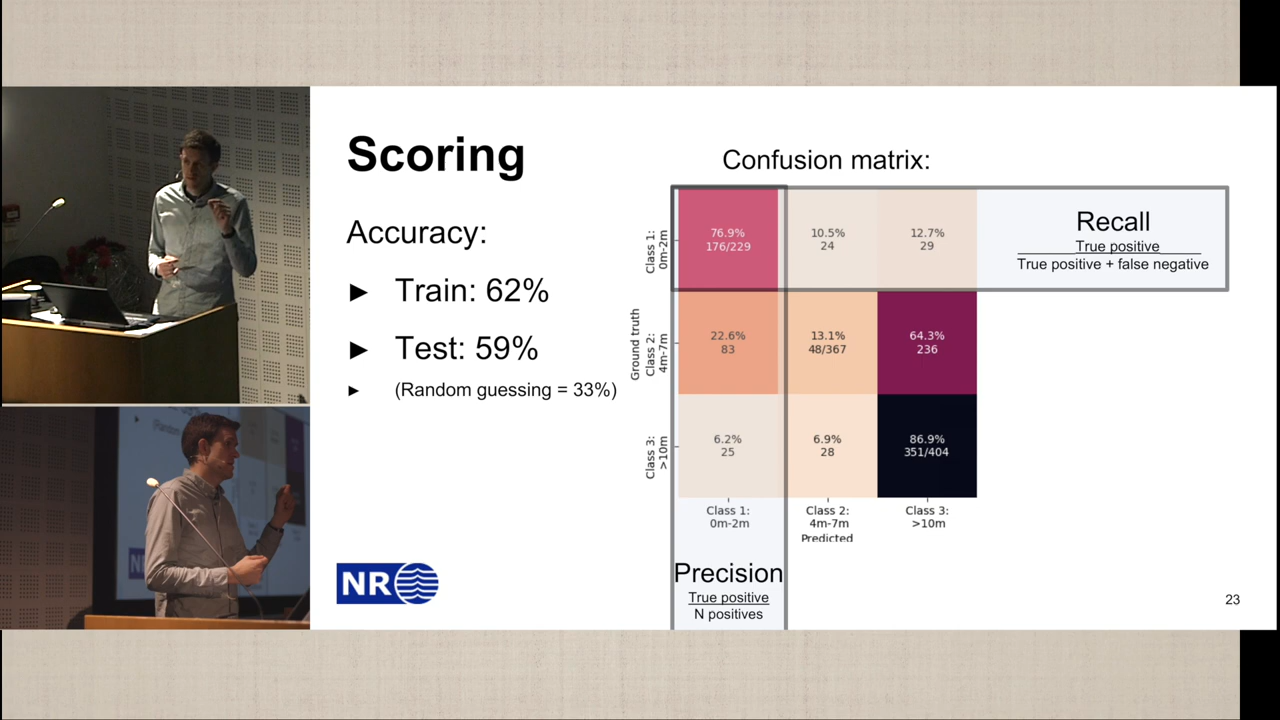 Scoring
Accuracy:
► Train: 62%
► Test: 59%
► (Random guessing = 33%)
Confusion matrix:
Ground truth
Class 1:
0m-2m
76.9%
176/229
10.5%
24
12.7%
29
Recall
True positive
True positive + false negative
Class 2:
4m-7m
22.6%
83
13.1%
48/367
64.3%
236
Class 3:
>10m
6.2%
25
6.9%
28
86.9%
351/404
Class 1:
0m-2m
Class 2:
4m-7m
Class 3:
>10m
Predicted
Precision
True positive
N positives
NR
23